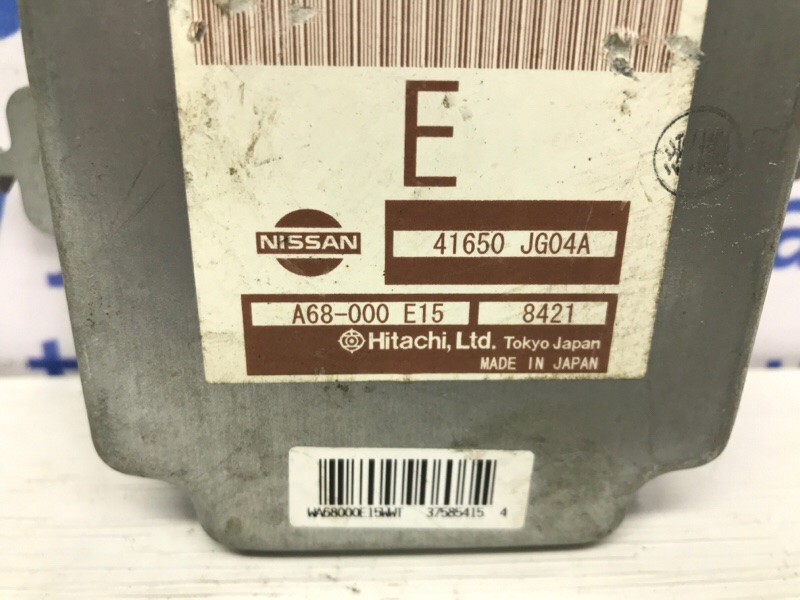 E
NISSAN
41650 JG04A
A68-000 E15
8421
Hitachi, Ltd. Tokyo Japan
MADE IN JAPAN
WA68000E15WWT 37585415 4